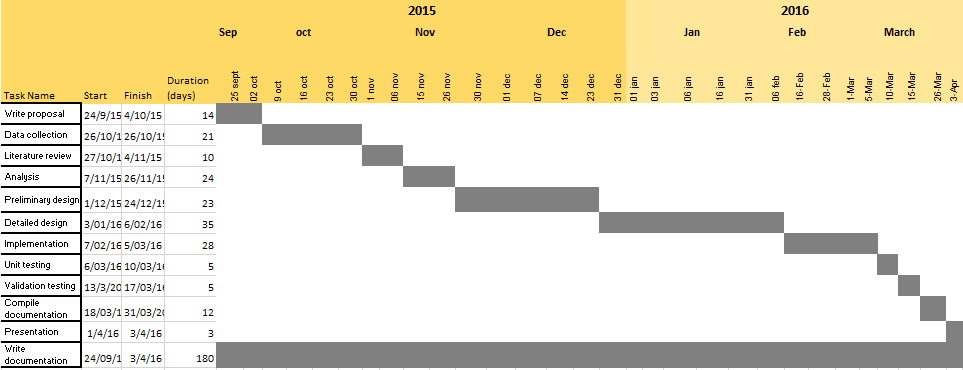 2015 2016
Sep oct Nov Dec Jan Feb March
Task Name Start Finish Duration (days) 25 sept 02 oct 9 oct 16 oct 23 oct 30 oct 1 nov 06 nov 15 nov 26 nov 30 nov 01 dec 07 dec 14 dec 23 dec 31 dec 01 jan 03 jan 06 jan 16 jan 31 jan 06 feb 16-Feb 28-Feb 1-Mar 5-Mar 10-Mar 15-Mar 26-Mar 3-Apr
Write proposal 24/9/15 4/10/15 14
Data collection 26/10/1 26/10/15 21
Literature review 27/10/1 4/11/15 10
Analysis 7/11/15 26/11/15 24
Preliminary design 1/12/15 24/12/15 23
Detailed design 3/01/16 6/02/16 35
Implementation 7/02/16 5/03/16 28
Unit testing 6/03/16 10/03/16 5
Validation testing 13/3/20 17/03/16 5
Compile
documentation 18/03/1 31/03/20 12
Presentation 1/4/16 3/4/16 3
Write
documentation 24/09/1 3/4/16 180